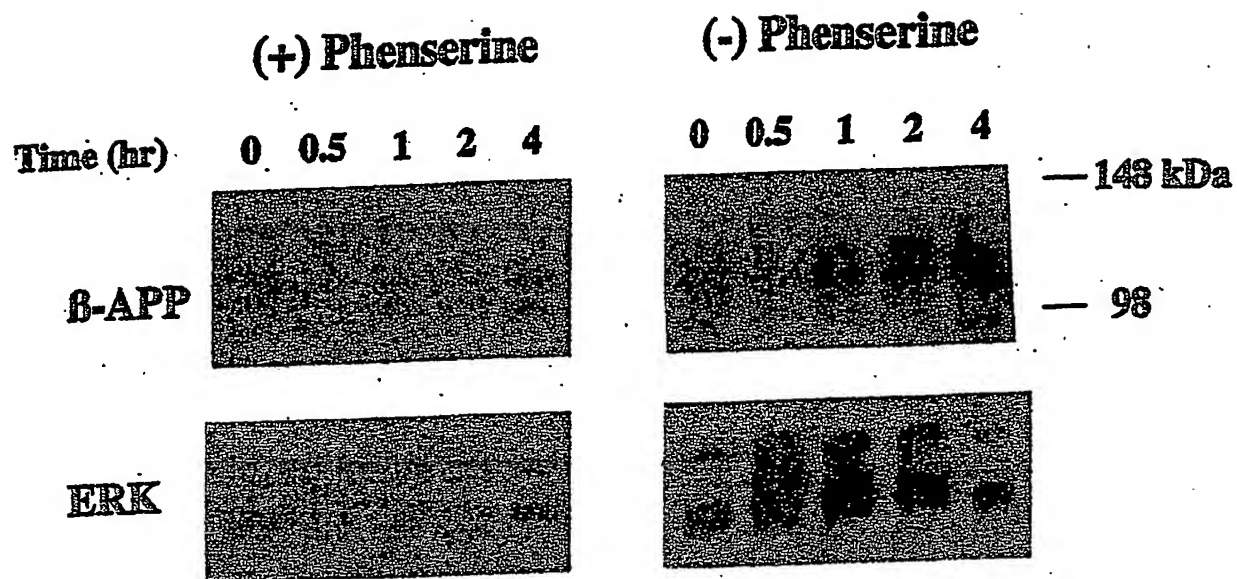 (+) Phenserine
(-) Phenserine
Time (hr) 0 0.5 1 2 4
0 0.5 1 2 4
148 kDa
ß-APP
98
ERK